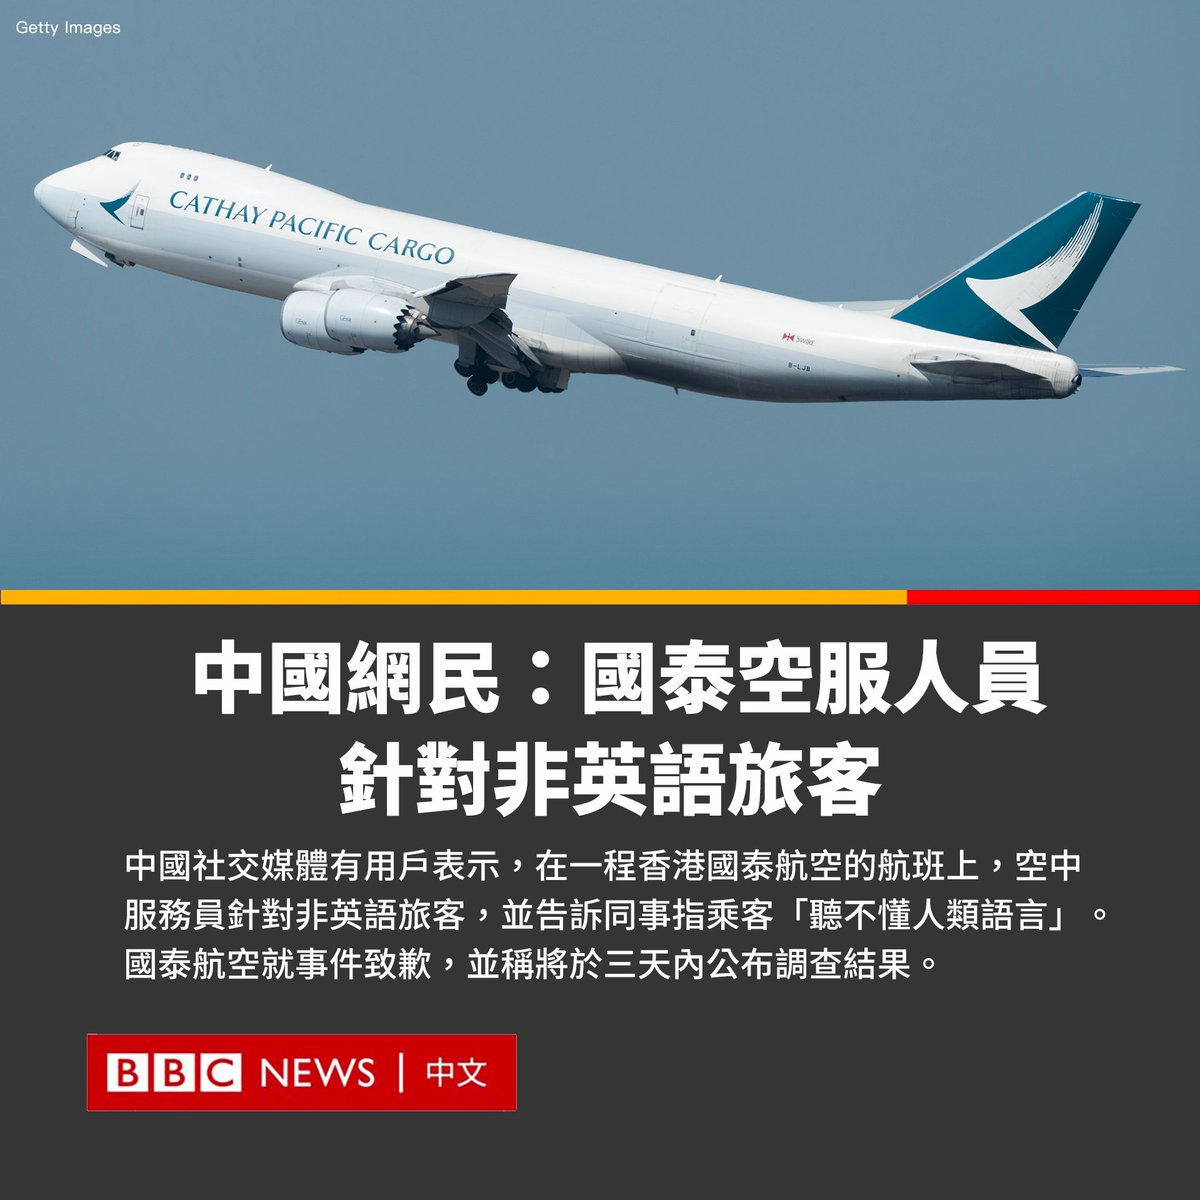 Getty Images
CATHAY PACIFIC CARGO
SWIRE
B-LJB
中國網民：國泰空服人員
針對非英語旅客
中國社交媒體有用戶表示，在一程香港國泰航空的航班上，空中
服務員針對非英語旅客，並告訴同事指乘客「聽不懂人類語言」。
國泰航空就事件致歉，並稱將於三天內公布調查結果。
BBC NEWS | 中文